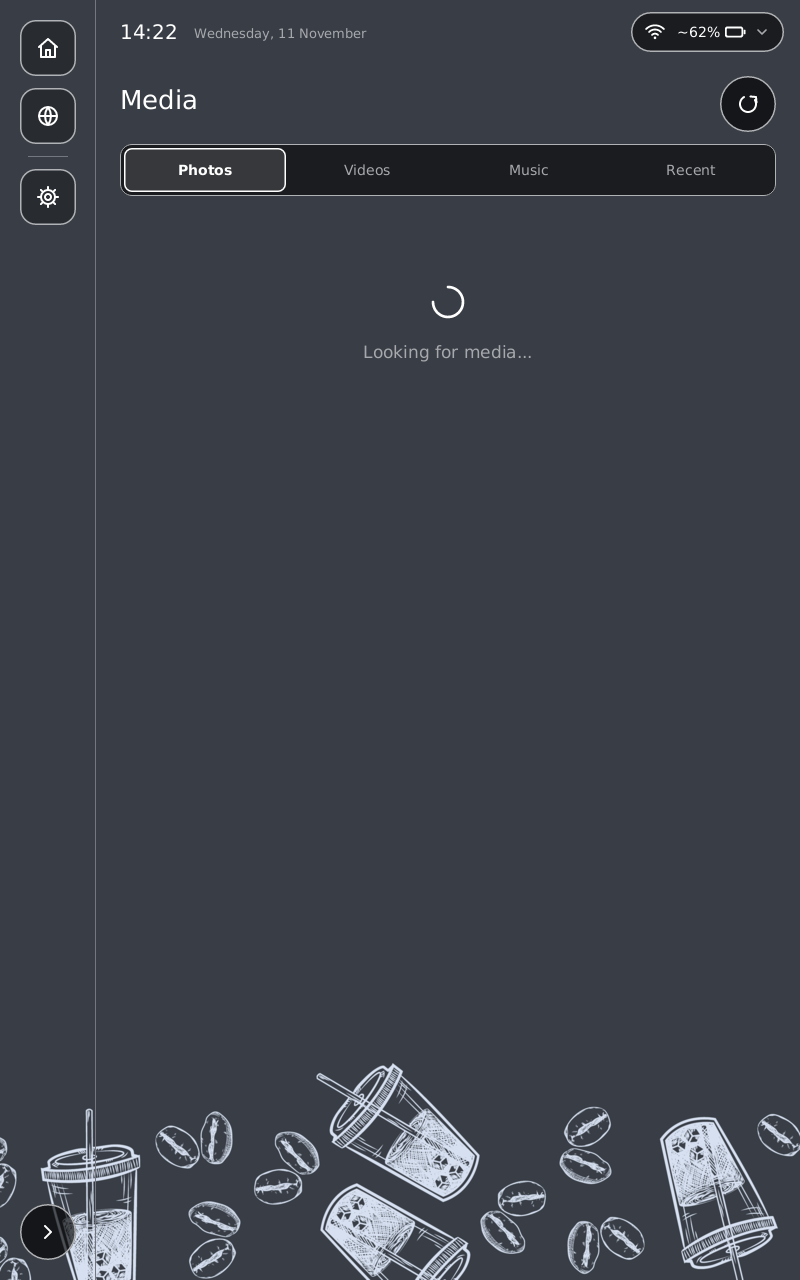 14:22 Wednesday, 11 November ~62%
Media
Photos Videos Music Recent
Looking for media...